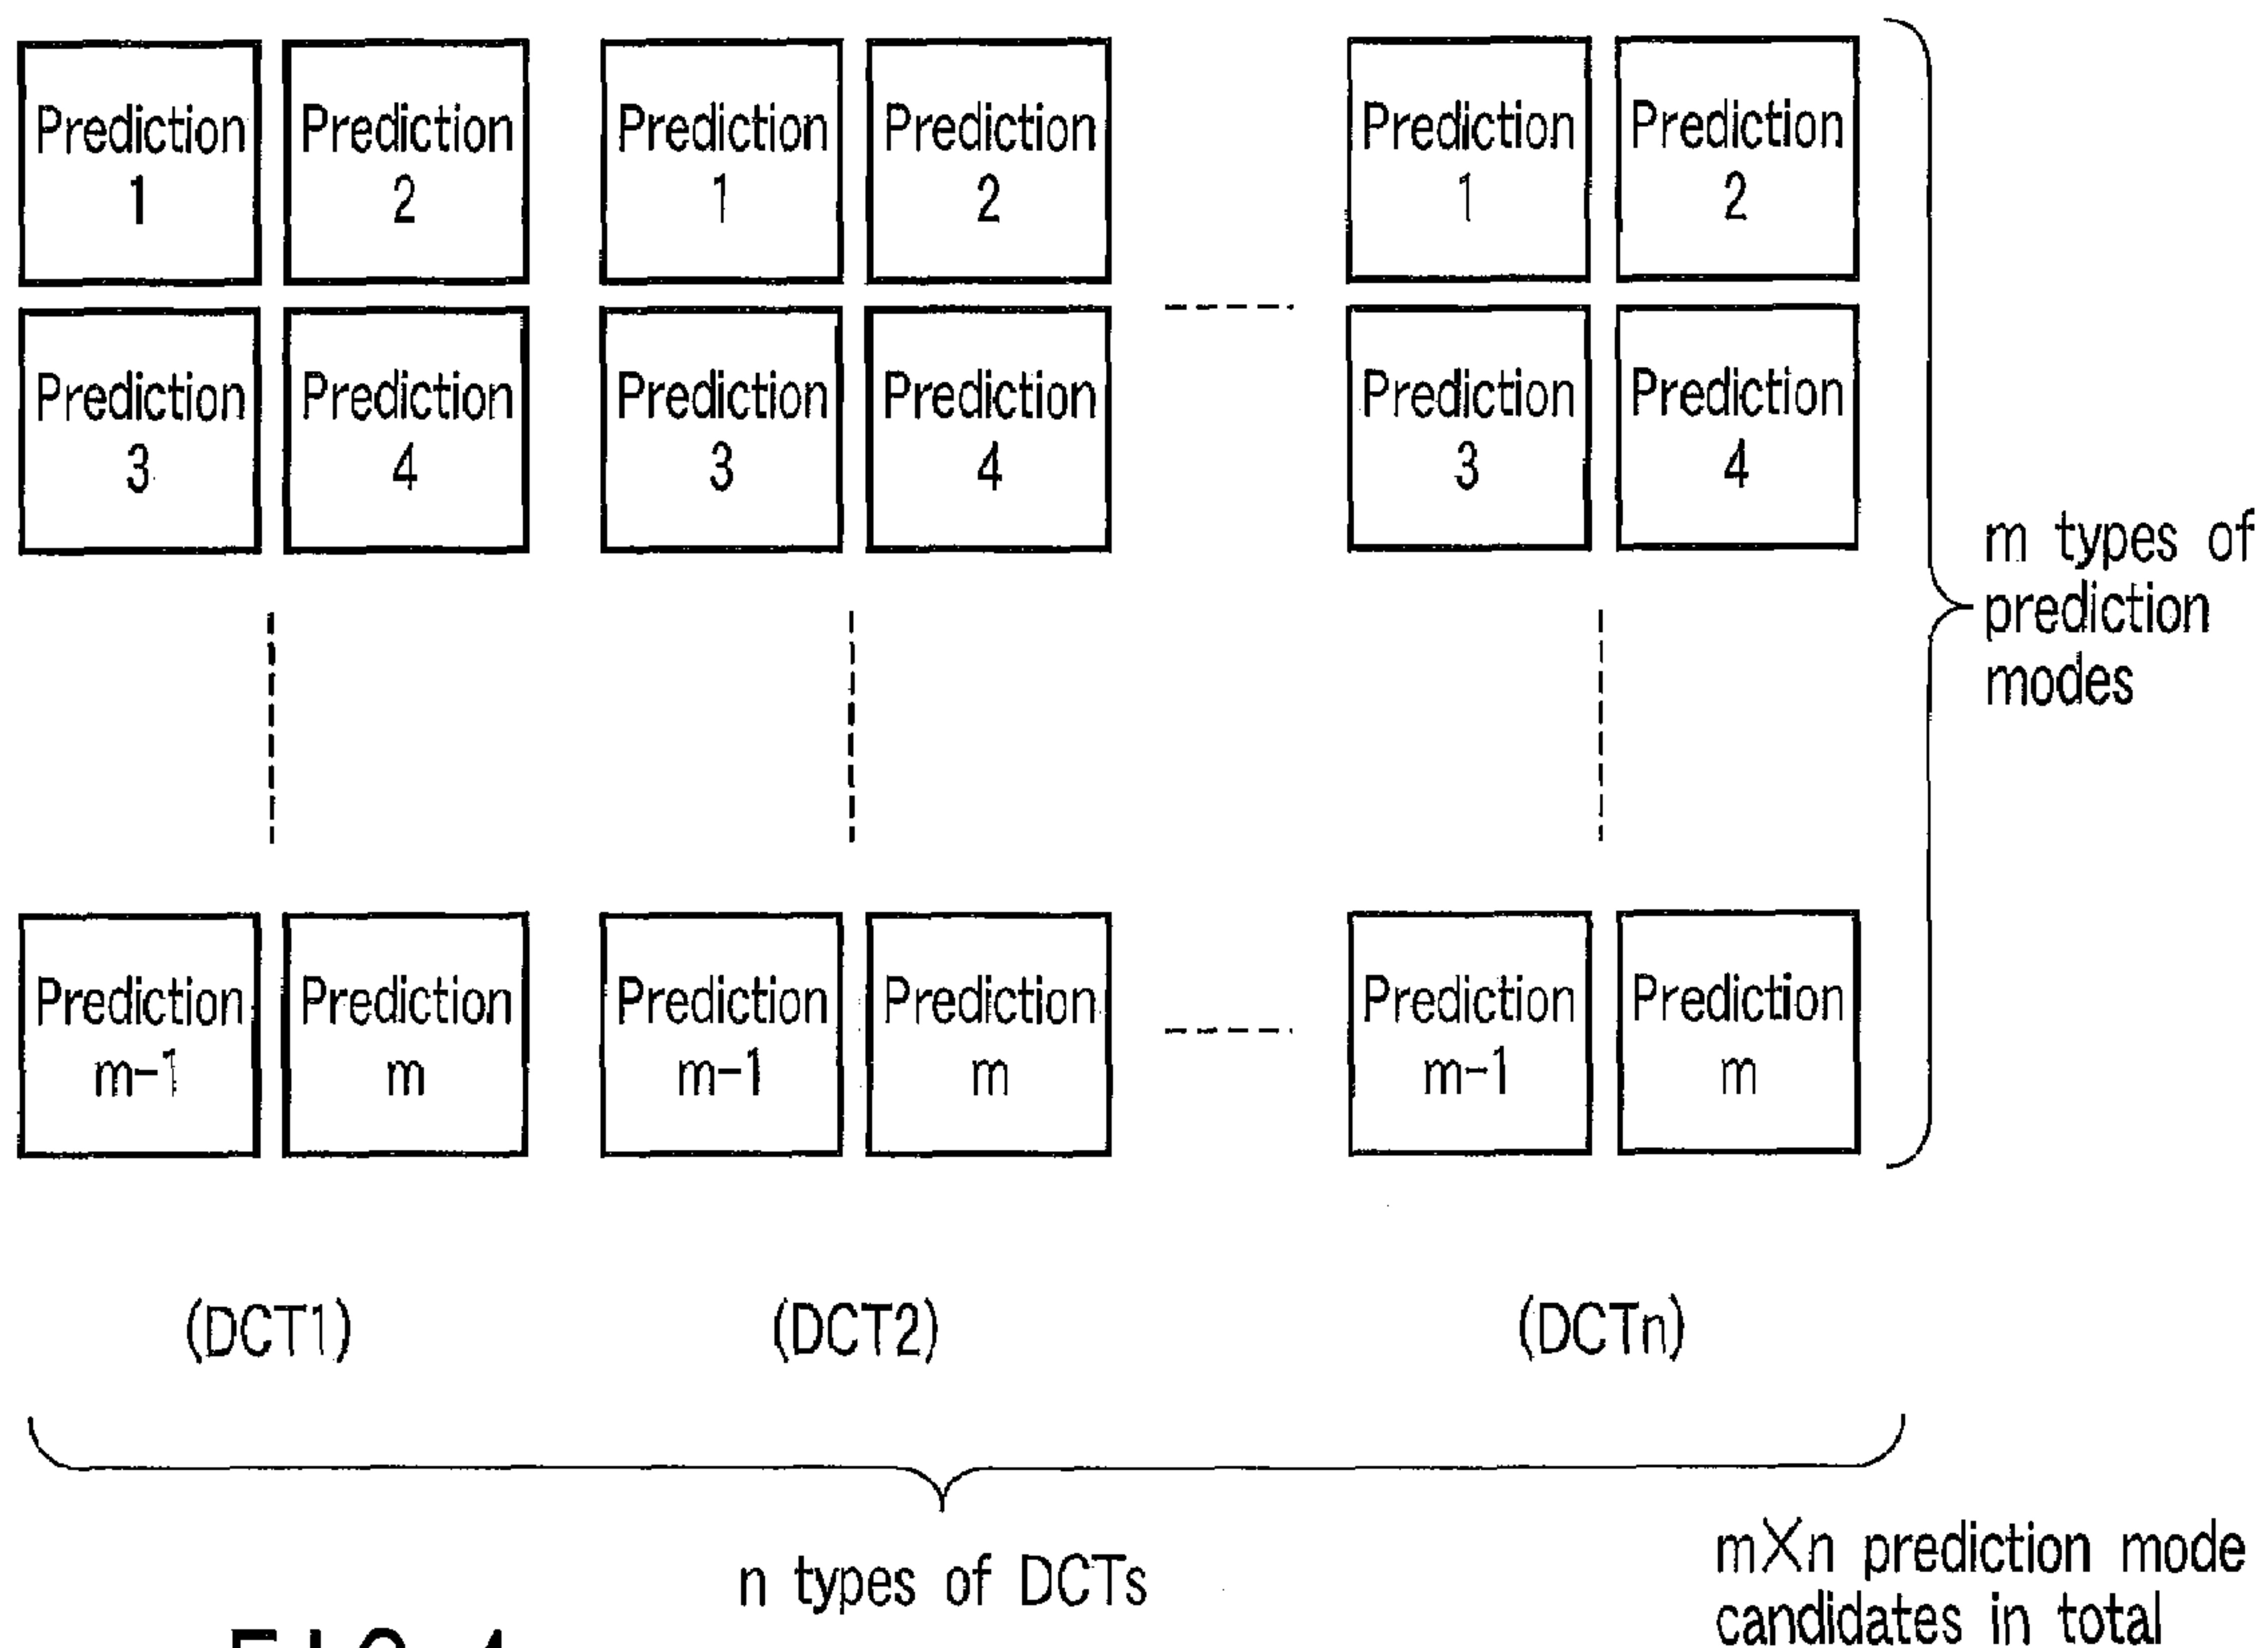 Prediction 1
Prediction 2
Prediction 1
Prediction 2
Prediction 1
Prediction 2
Prediction 3
Prediction 4
Prediction 3
Prediction 4
Prediction 3
Prediction 4
m types of
prediction
modes
Prediction m-1
Prediction m
Prediction m-1
Prediction m
Prediction m-1
Prediction m
(DCT1)
(DCT2)
(DCTn)
n types of DCTs
mXn prediction mode
candidates in total